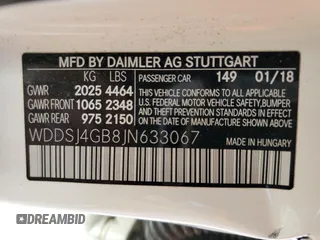 MFD BY DAIMLER AG STUTTGART
KG LBS PASSENGER CAR 149 01/18
GVWR 2025 4464
GAWR FRONT 1065 2348
GAWR REAR 975 2150
THIS VEHICLE CONFORMS TO ALL APPLICABLE U.S. FEDERAL MOTOR VEHICLE SAFETY, BUMPER, AND THEFT PREVENTION STANDARDS IN EFFECT ON THE DATE OF MANUFACTURE SHOWN ABOVE.
WDDSJ4GB8JN633067
MADE IN HUNGARY
DREAMBID